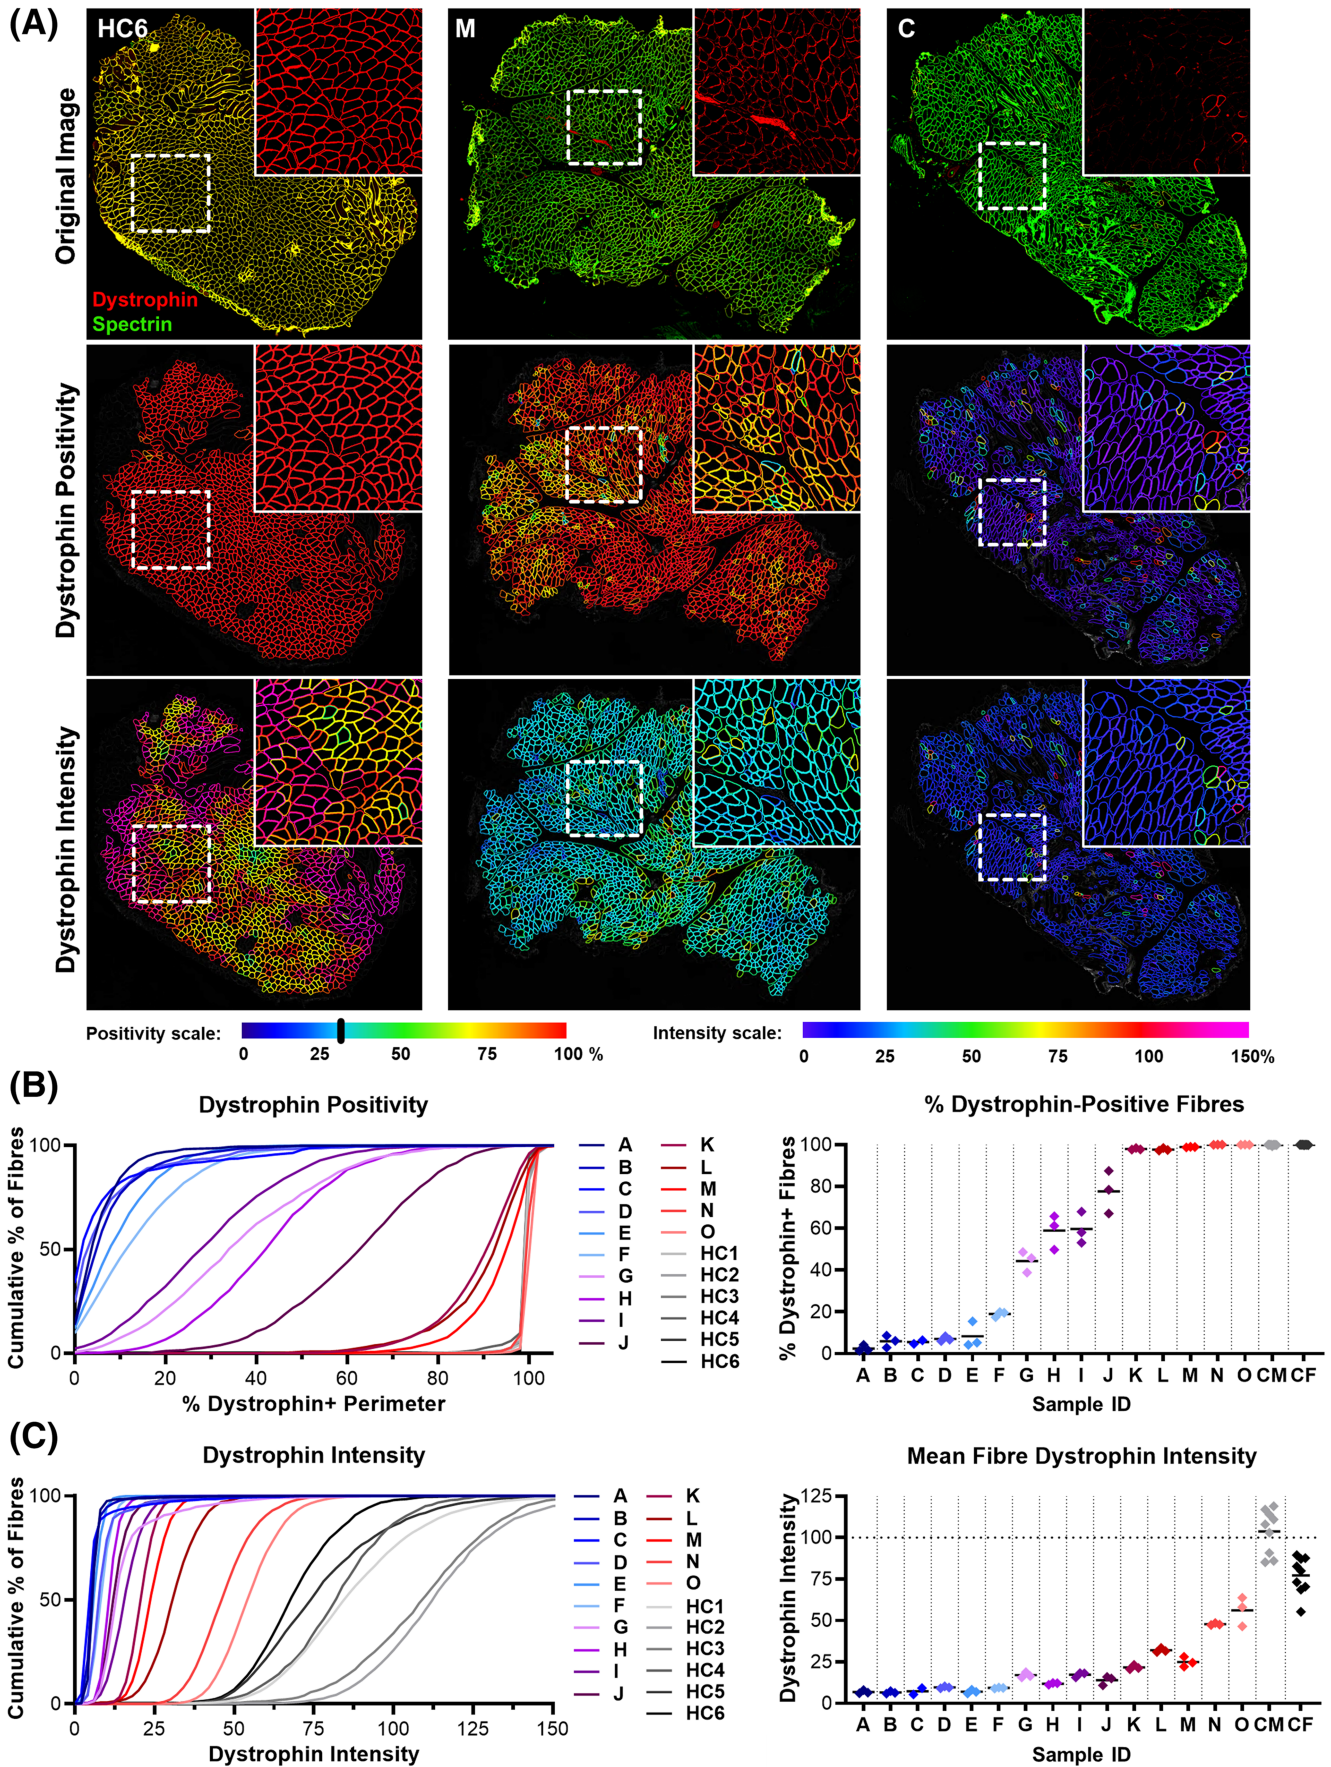 (A)
HC6
M
C
Original Image
Dystrophin
Spectrin
Dystrophin Positivity
Dystrophin Intensity
Positivity scale:
0 25 50 75 100 %
Intensity scale:
0 25 50 75 100 150%
(B)
Dystrophin Positivity
Cumulative % of Fibres
100
50
0
0 20 40 60 80 100
% Dystrophin+ Perimeter
A
B
C
D
E
F
G
H
I
J
K
L
M
N
O
HC1
HC2
HC3
HC4
HC5
HC6
% Dystrophin-Positive Fibres
% Dystrophin+ Fibres
100
80
60
40
20
0
A B C D E F G H I J K L M N O CM CF
Sample ID
(C)
Dystrophin Intensity
Cumulative % of Fibres
100
50
0
0 25 50 75 100 125 150
Dystrophin Intensity
A
B
C
D
E
F
G
H
I
J
K
L
M
N
O
HC1
HC2
HC3
HC4
HC5
HC6
Mean Fibre Dystrophin Intensity
Dystrophin Intensity
125
100
75
50
25
0
A B C D E F G H I J K L M N O CM CF
Sample ID